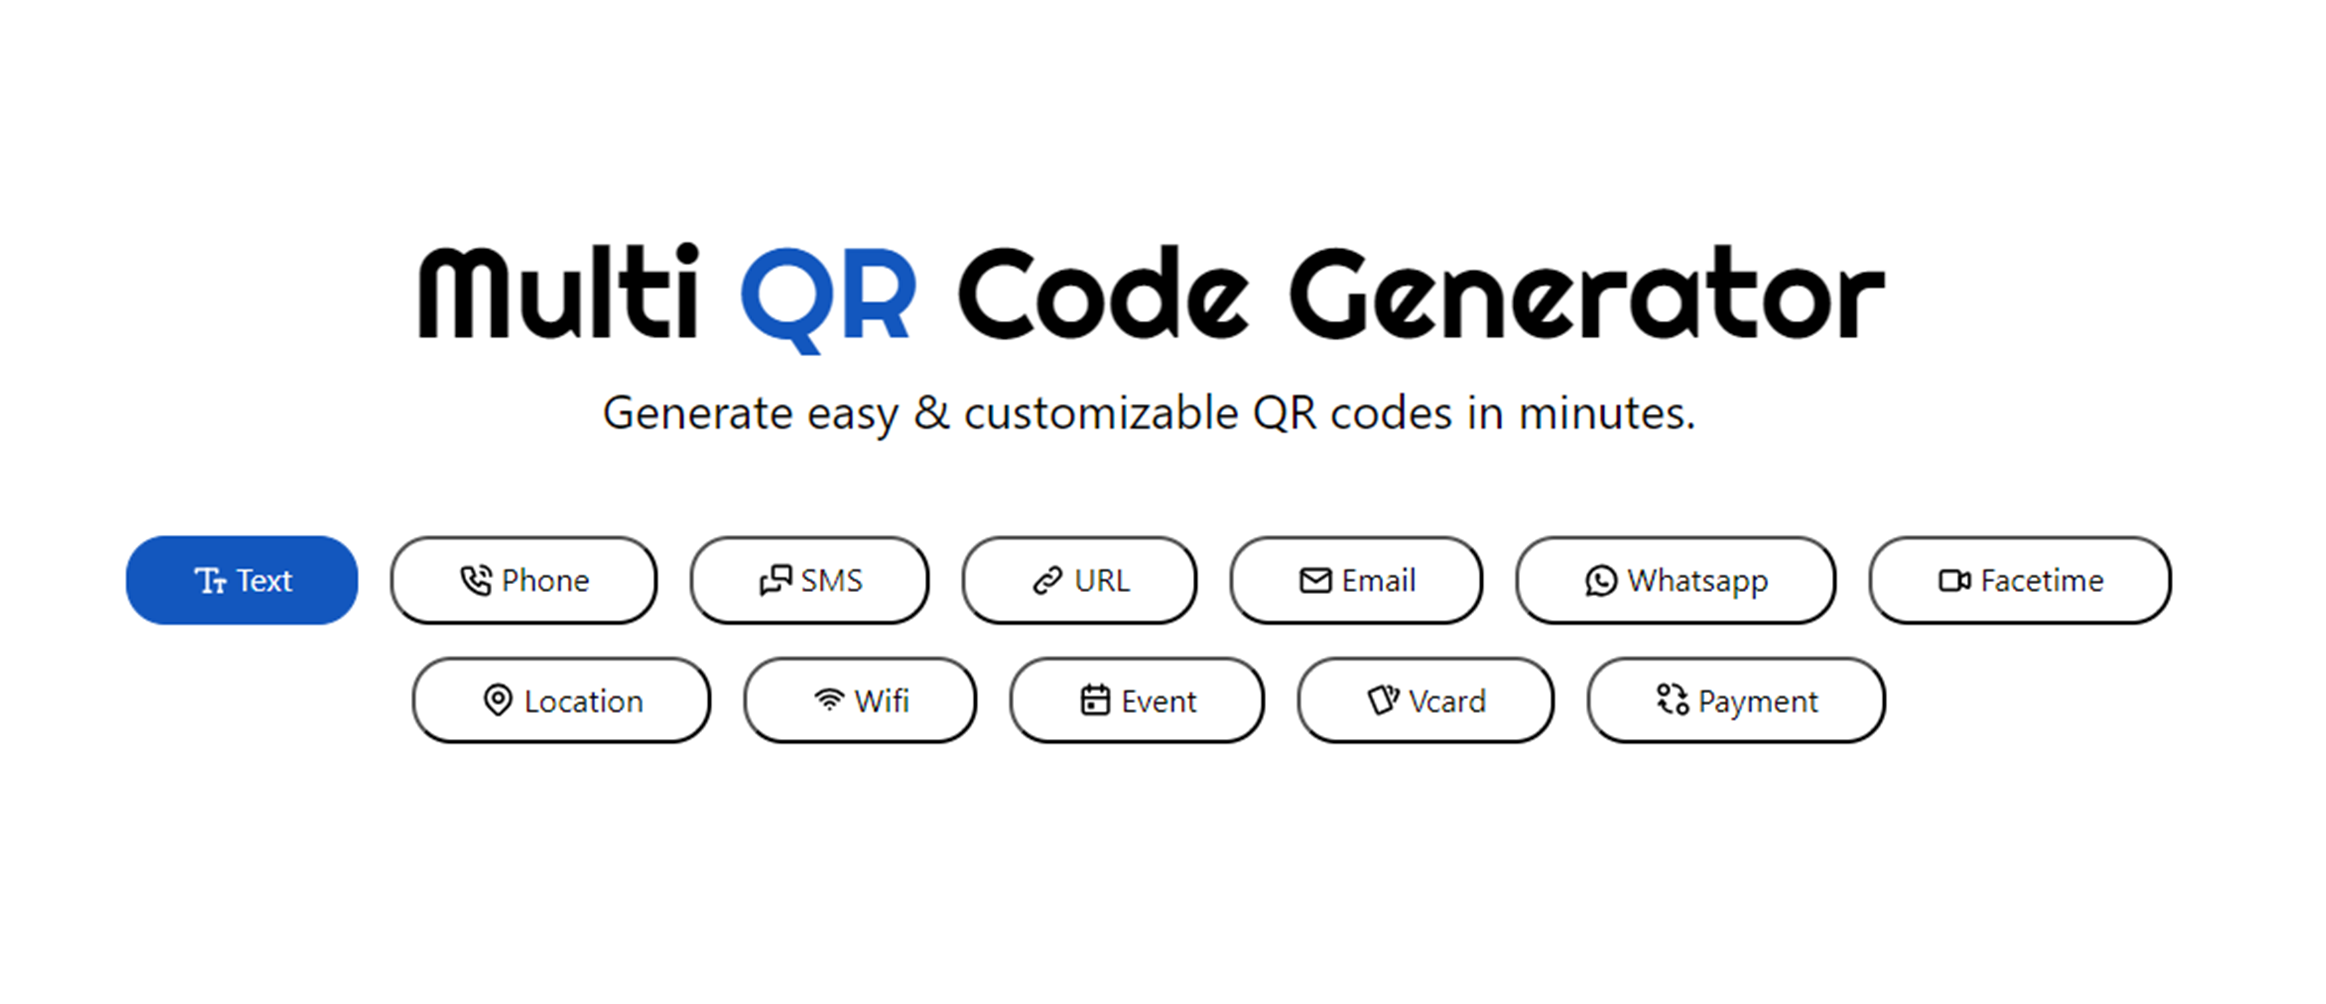 Multi QR Code Generator
Generate easy & customizable QR codes in minutes.
Text Phone SMS URL Email Whatsapp Facetime
Location Wifi Event Vcard Payment